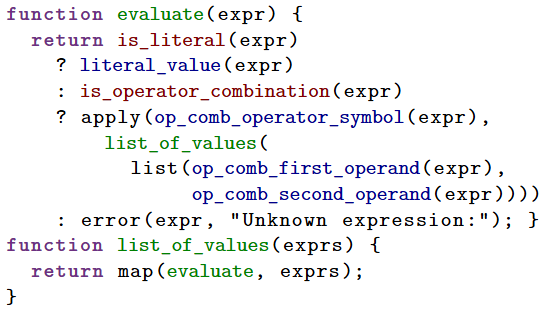 function evaluate(expr) {
  return is_literal(expr)
    ? literal_value(expr)
    : is_operator_combination(expr)
    ? apply(op_comb_operator_symbol(expr),
        list_of_values(
          list(op_comb_first_operand(expr),
               op_comb_second_operand(expr))))
    : error(expr, "Unknown expression:"); }
function list_of_values(exprs) {
  return map(evaluate, exprs);
}